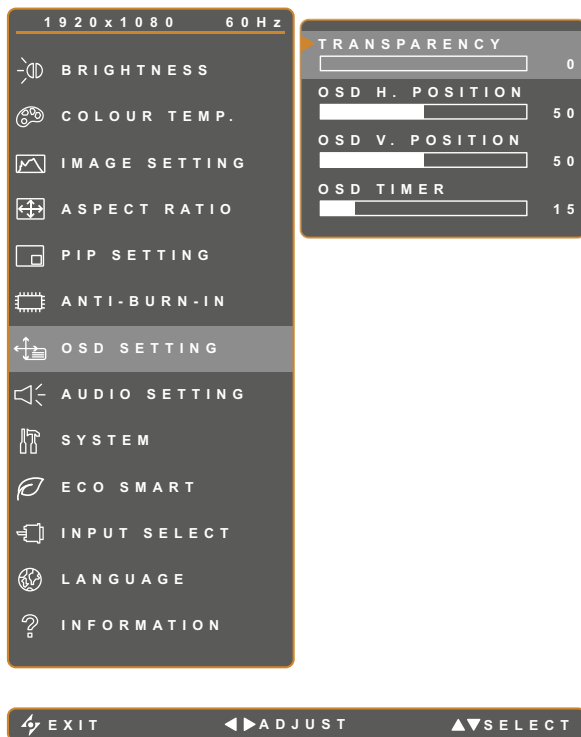 1920x1080 60Hz
BRIGHTNESS
COLOUR TEMP.
IMAGE SETTING
ASPECT RATIO
PIP SETTING
ANTI-BURN-IN
OSD SETTING
AUDIO SETTING
SYSTEM
ECO SMART
INPUT SELECT
LANGUAGE
INFORMATION
TRANSPARENCY
0
OSD H. POSITION
50
OSD V. POSITION
50
OSD TIMER
15
EXIT ADJUST SELECT